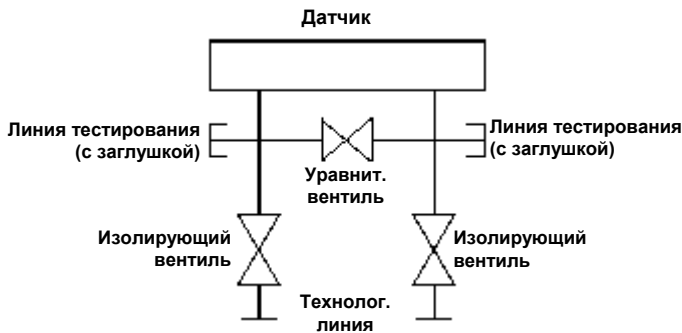 Датчик
Линия тестирования
(с заглушкой)
Линия тестирования
(с заглушкой)
Уравнит.
вентиль
Изолирующий
вентиль
Изолирующий
вентиль
Технолог.
линия